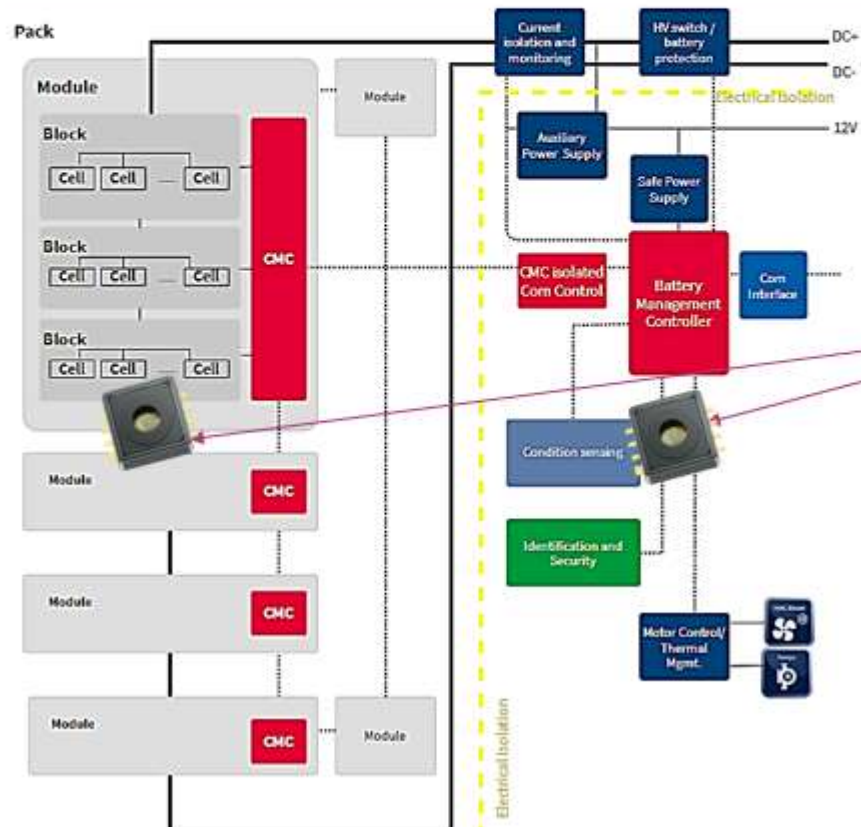 Pack
Module
Block
Cell
Cell
.....
Cell
Block
Cell
Cell
.....
Cell
Block
Cell
Cell
.....
Cell
CMC
Module
Module
CMC
Module
CMC
Module
CMC
Module
Current
isolation and
monitoring
HV switch /
battery
protection
DC+
DC-
Electrical Isolation
12V
Auxiliary
Power Supply
Safe Power
Supply
CMC isolated
Com Control
Battery
Management
Controller
Com
Interface
Condition sensing
Identification and
Security
Motor Control/
Thermal
Mgmt.
Electrical Isolation